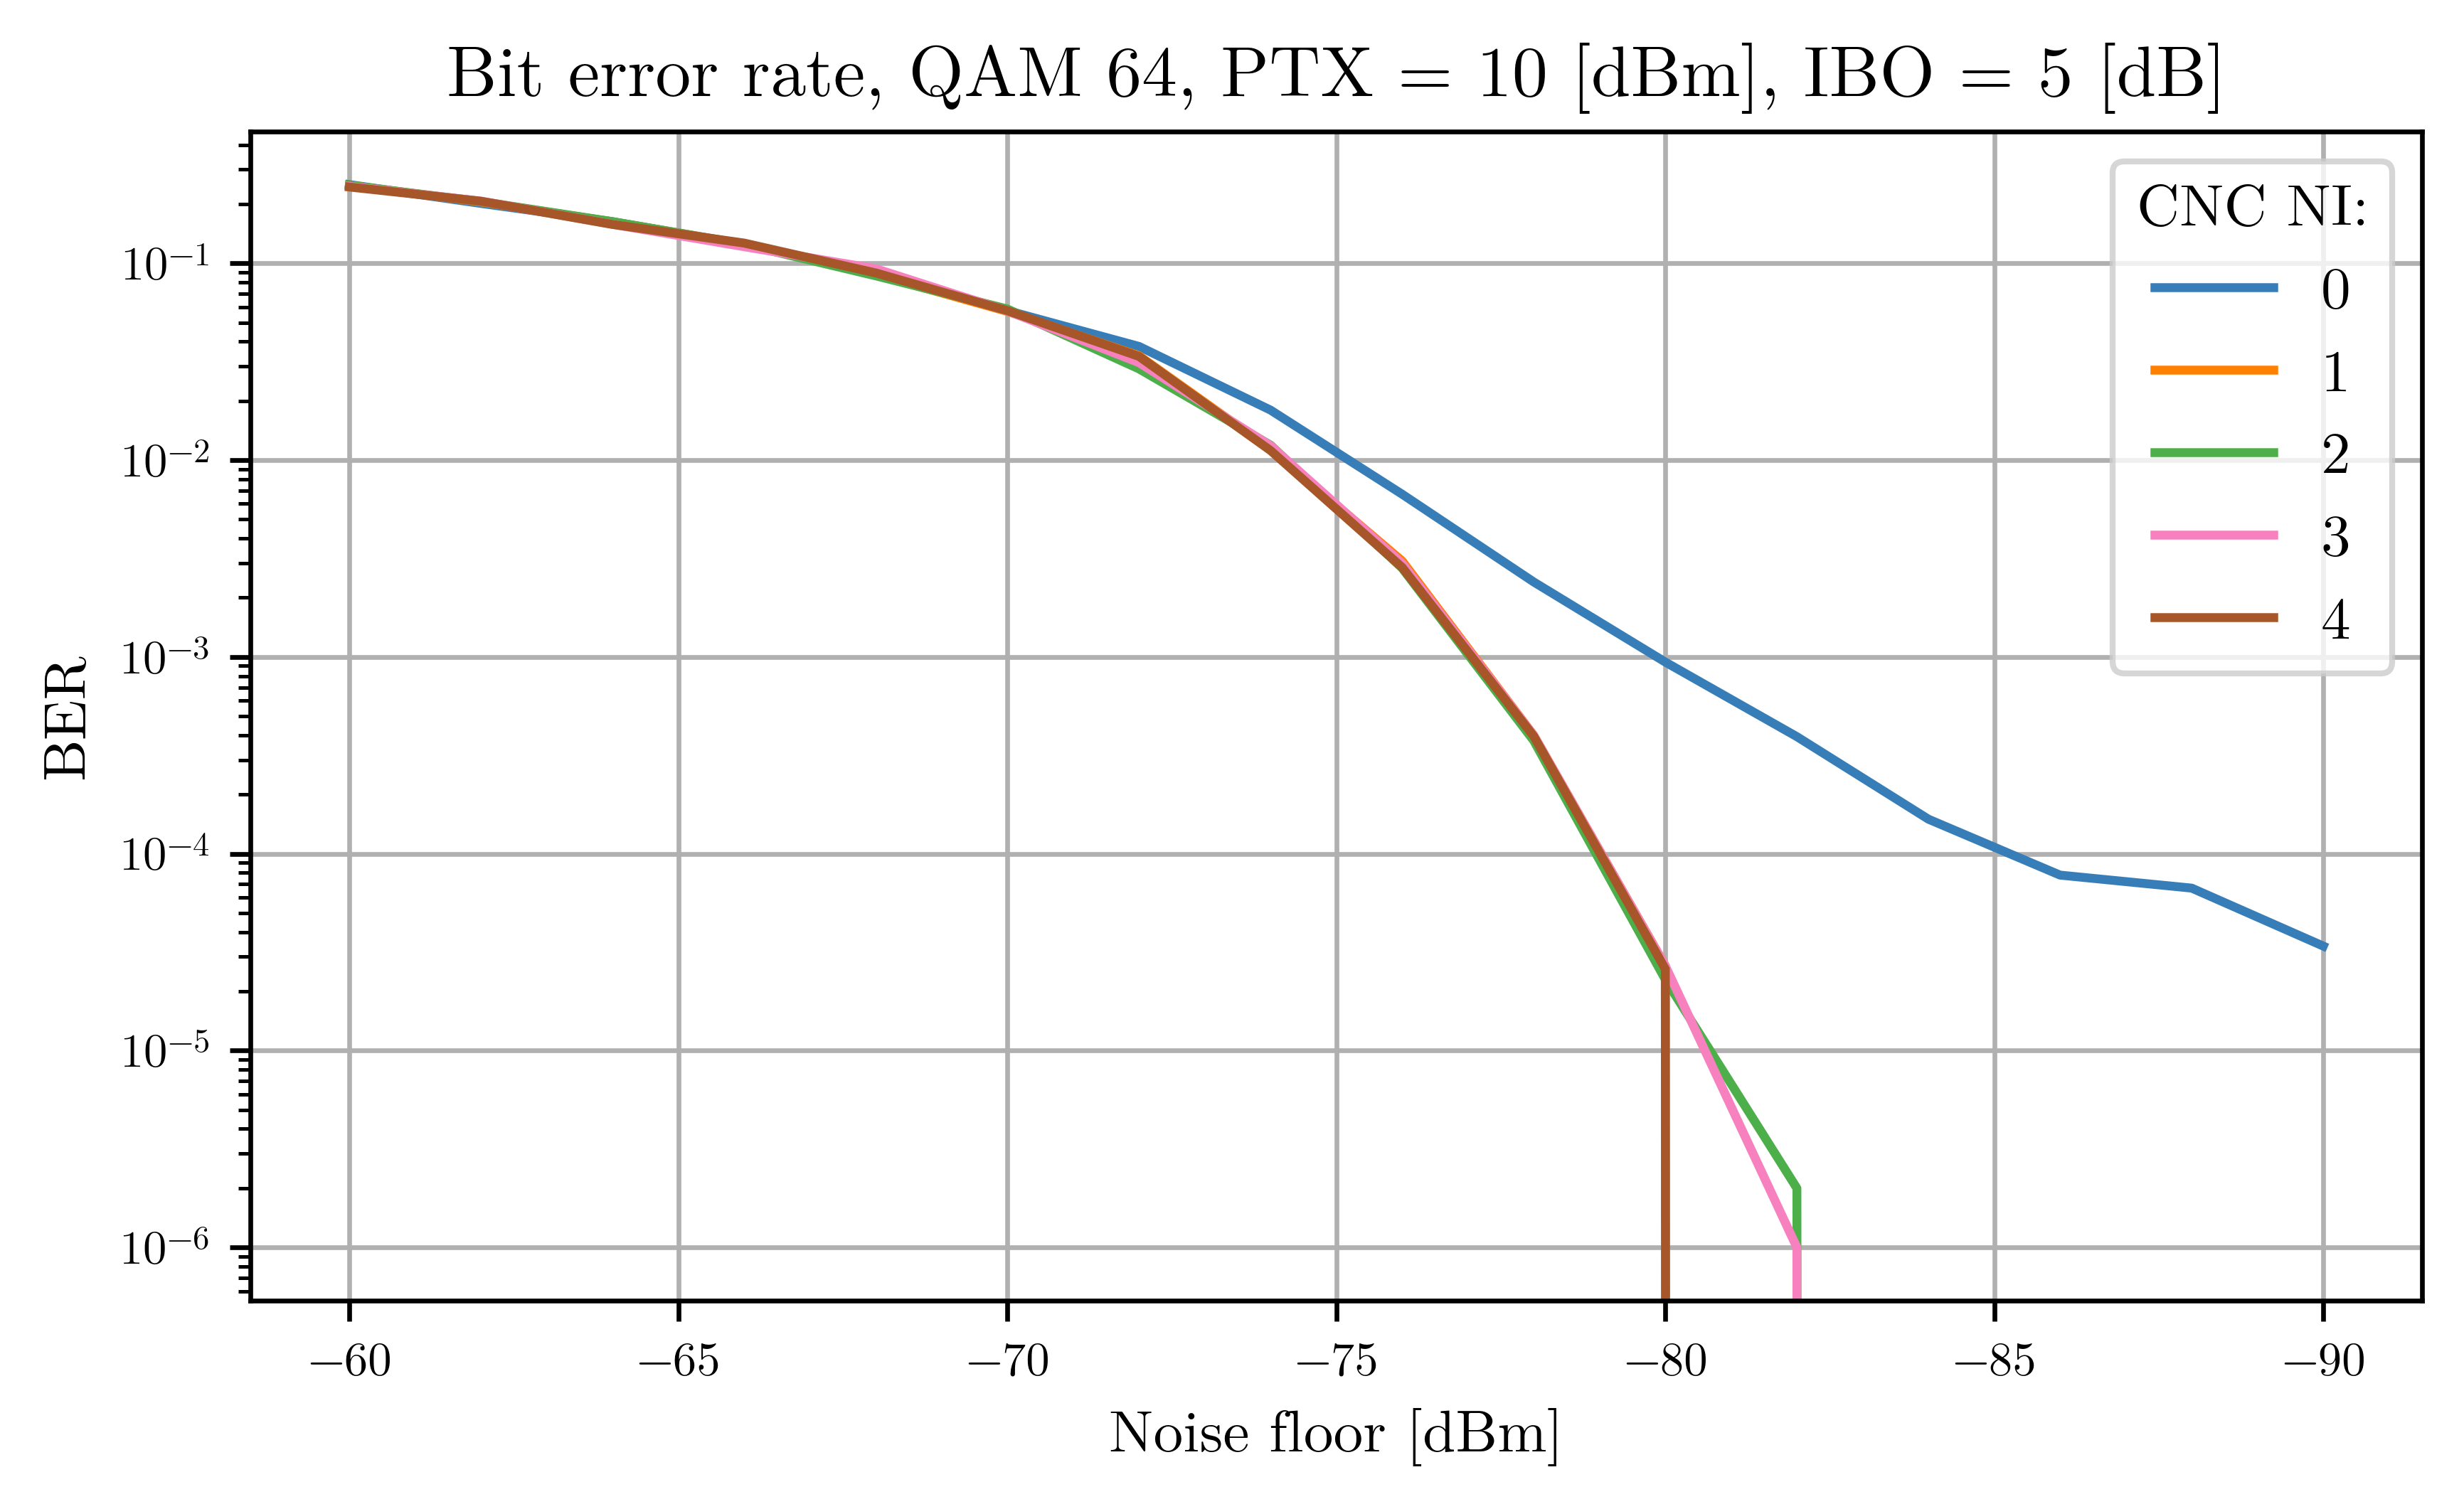 Bit error rate, QAM 64, PTX = 10 [dBm], IBO = 5 [dB]
CNC NI:
0
1
2
3
4
BER
10⁻¹
10⁻²
10⁻³
10⁻⁴
10⁻⁵
10⁻⁶
−60 −65 −70 −75 −80 −85 −90
Noise floor [dBm]